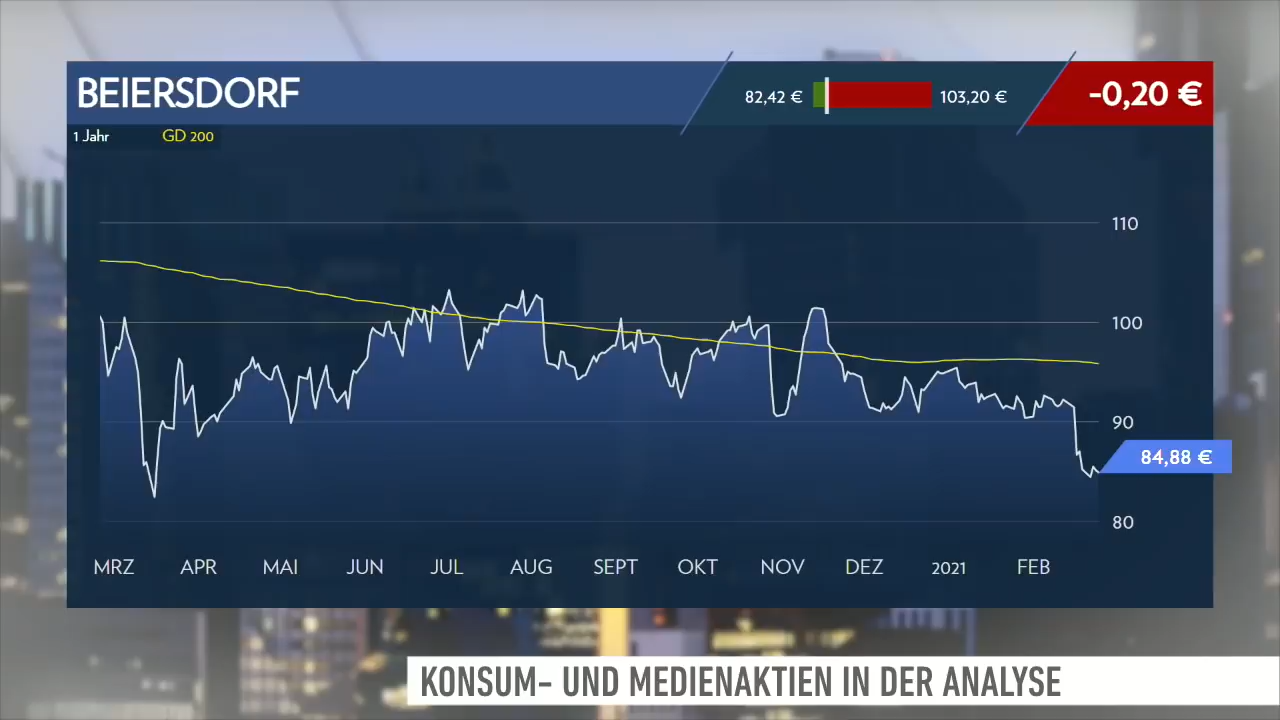 BEIERSDORF
82,42 €
103,20 €
-0,20 €
1 Jahr
GD 200
110
100
90
84,88 €
80
MRZ APR MAI JUN JUL AUG SEPT OKT NOV DEZ 2021 FEB
KONSUM- UND MEDIENAKTIEN IN DER ANALYSE